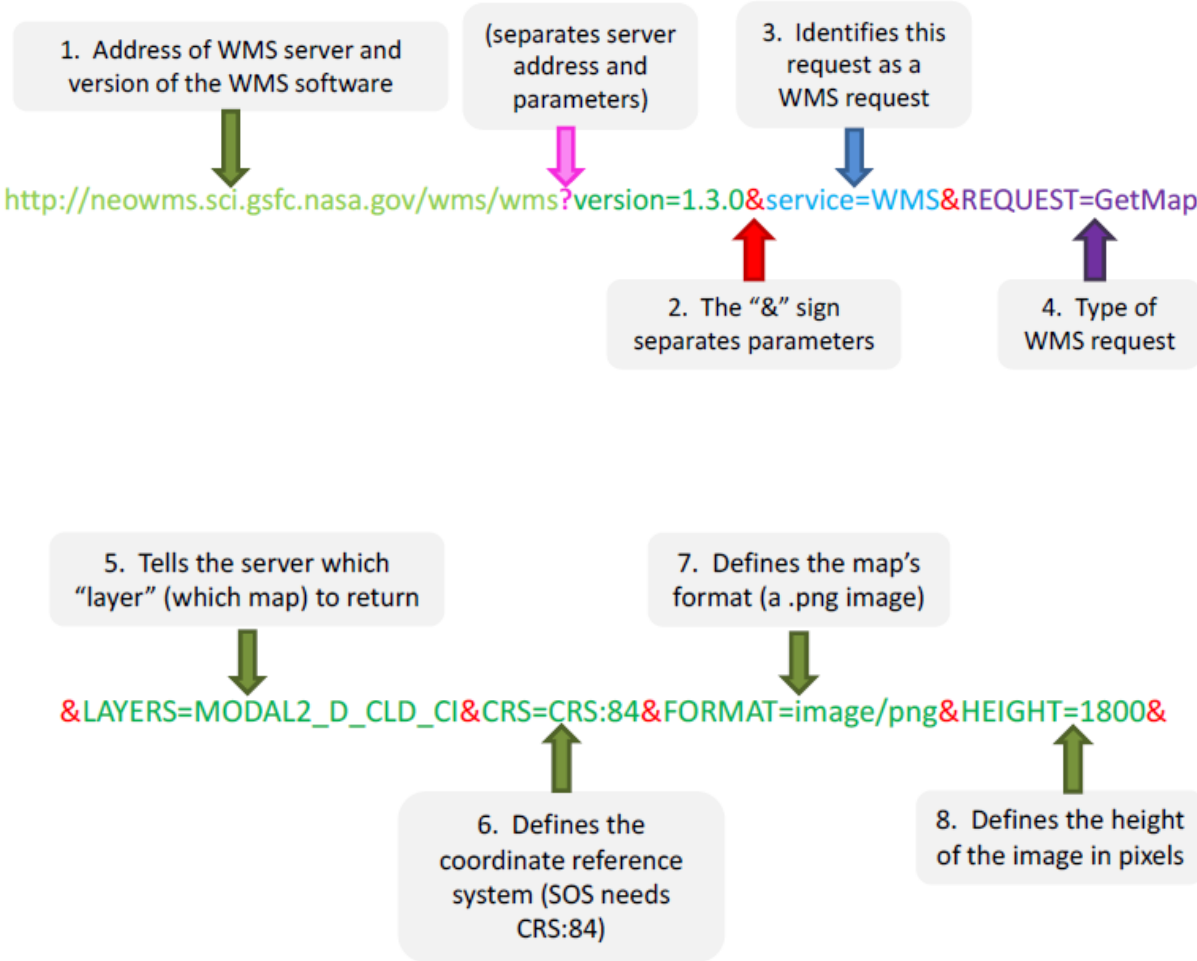 1. Address of WMS server and
version of the WMS software
(separates server
address and
parameters)
3. Identifies this
request as a
WMS request
http://neowms.sci.gsfc.nasa.gov/wms/wms?version=1.3.0&service=WMS&REQUEST=GetMap
2. The “&” sign
separates parameters
4. Type of
WMS request
5. Tells the server which
“layer” (which map) to return
7. Defines the map’s
format (a .png image)
&LAYERS=MODAL2_D_CLD_CI&CRS=CRS:84&FORMAT=image/png&HEIGHT=1800&
6. Defines the
coordinate reference
system (SOS needs
CRS:84)
8. Defines the height
of the image in pixels